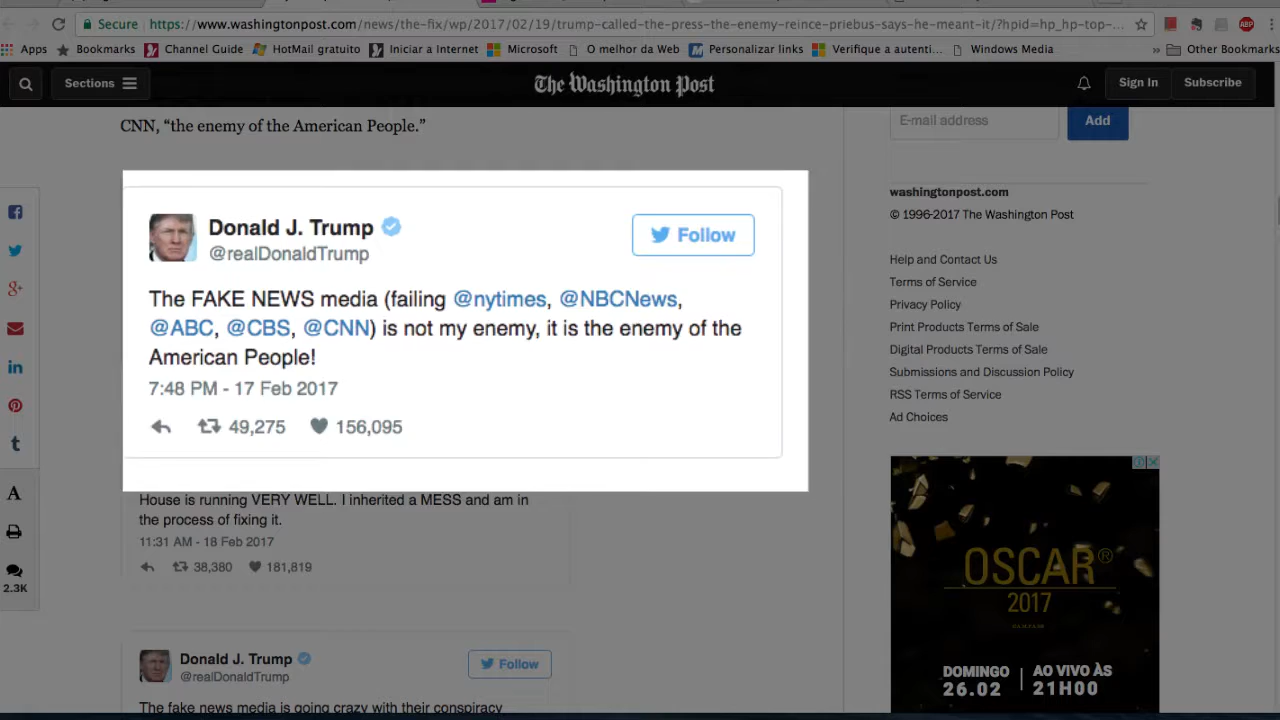 Secure https://www.washingtonpost.com/news/the-fix/wp/2017/02/19/trump-called-the-press-the-enemy-reince-priebus-says-he-meant-it/?hpid=hp_hp-top-...
Apps Bookmarks Channel Guide HotMail gratuito Iniciar a Internet Microsoft O melhor da Web Personalizar links Verifique a autenti... Windows Media » Other Bookmarks
Sections The Washington Post Sign In Subscribe
CNN, “the enemy of the American People.”
E-mail address Add
Donald J. Trump
@realDonaldTrump
Follow
The FAKE NEWS media (failing @nytimes, @NBCNews,
@ABC, @CBS, @CNN) is not my enemy, it is the enemy of the
American People!
7:48 PM - 17 Feb 2017
49,275 156,095
House is running VERY WELL. I inherited a MESS and am in
the process of fixing it.
11:31 AM - 18 Feb 2017
38,380 181,819
Donald J. Trump
@realDonaldTrump
Follow
The fake news media is going crazy with their conspiracy
2.3K
washingtonpost.com
© 1996-2017 The Washington Post
Help and Contact Us
Terms of Service
Privacy Policy
Print Products Terms of Sale
Digital Products Terms of Sale
Submissions and Discussion Policy
RSS Terms of Service
Ad Choices
OSCAR®
2017
DOMINGO
26.02
AO VIVO ÀS
21H00